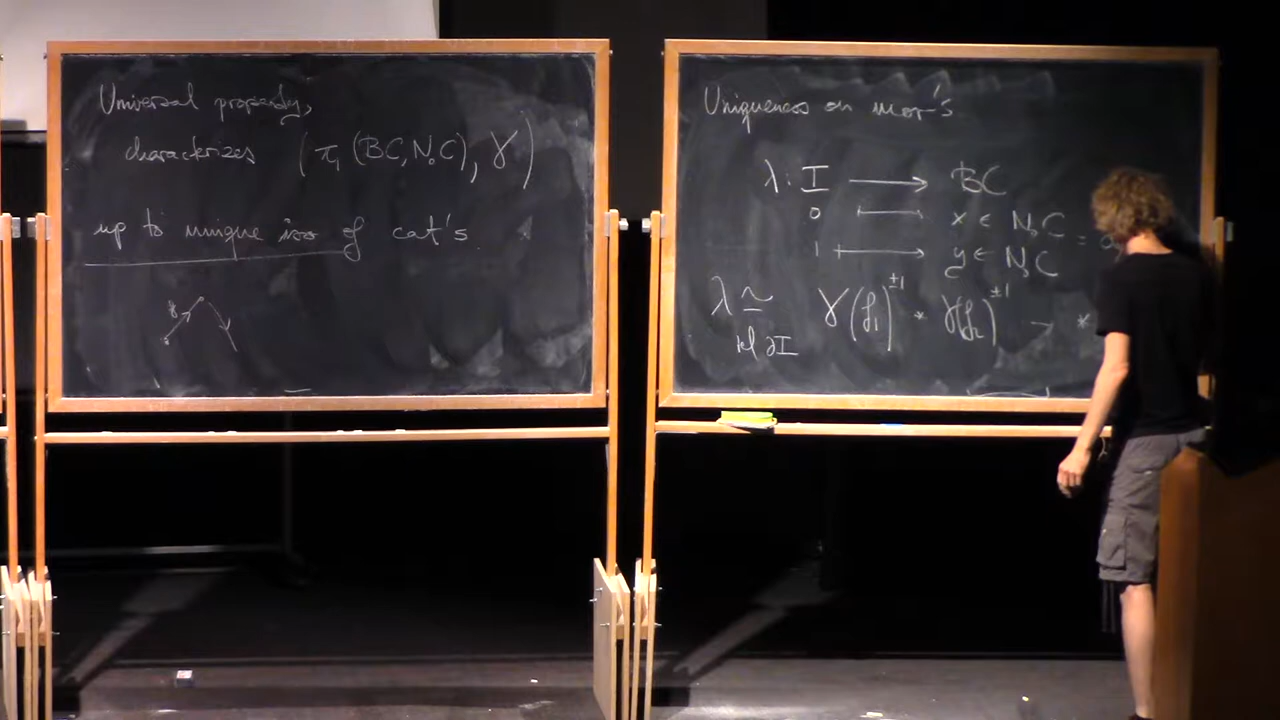 Universal property,
characterizes (π₁(BC, N₀C), γ)
up to unique iso of cat's
γ
Uniqueness on mor's
λ: I ⟶ BC
0 ⟼ x ∈ N₀C
1 ⟼ y ∈ N₀C =
λ ≃ γ(f₁)^{±1} * γ(f₂)^{±1} *
rel ∂I